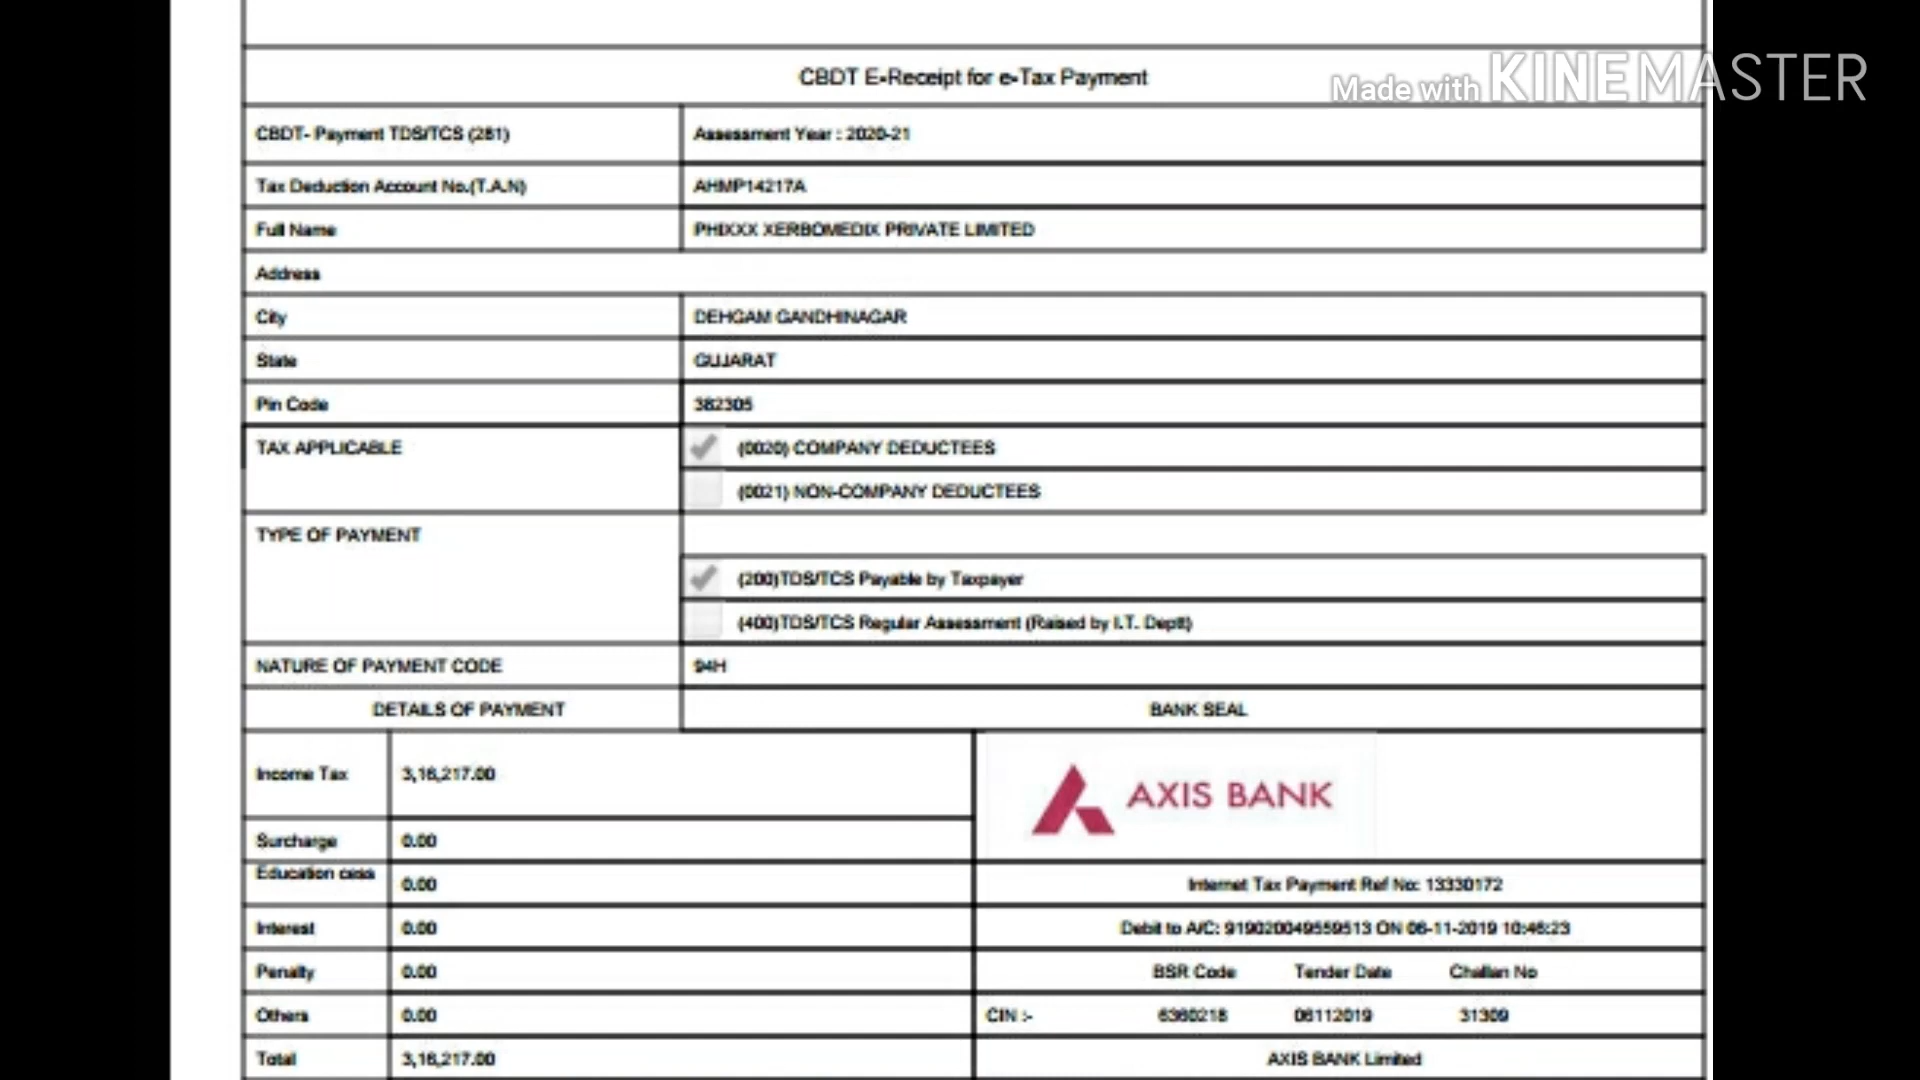 CBDT E-Receipt for e-Tax Payment
Made with KINEMASTER
CBDT- Payment TDS/TCS (281) Assessment Year : 2020-21
Tax Deduction Account No.(T.A.N) AHMP14217A
Full Name PHIXXX XERBOMEDIX PRIVATE LIMITED
Address
City DEHGAM GANDHINAGAR
State GUJARAT
Pin Code 382305
TAX APPLICABLE (0020) COMPANY DEDUCTEES
(0021) NON-COMPANY DEDUCTEES
TYPE OF PAYMENT
(200)TDS/TCS Payable by Taxpayer
(400)TDS/TCS Regular Assessment (Raised by I.T. Deptt)
NATURE OF PAYMENT CODE 94H
DETAILS OF PAYMENT BANK SEAL
Income Tax 3,16,217.00 AXIS BANK
Surcharge 0.00
Education cess 0.00 Internet Tax Payment Ref No: 13330172
Interest 0.00 Debit to A/C: 919020049559513 ON 06-11-2019 10:46:23
Penalty 0.00 BSR Code Tender Date Challan No
Others 0.00 CIN :- 6360218 06112019 31309
Total 3,16,217.00 AXIS BANK Limited